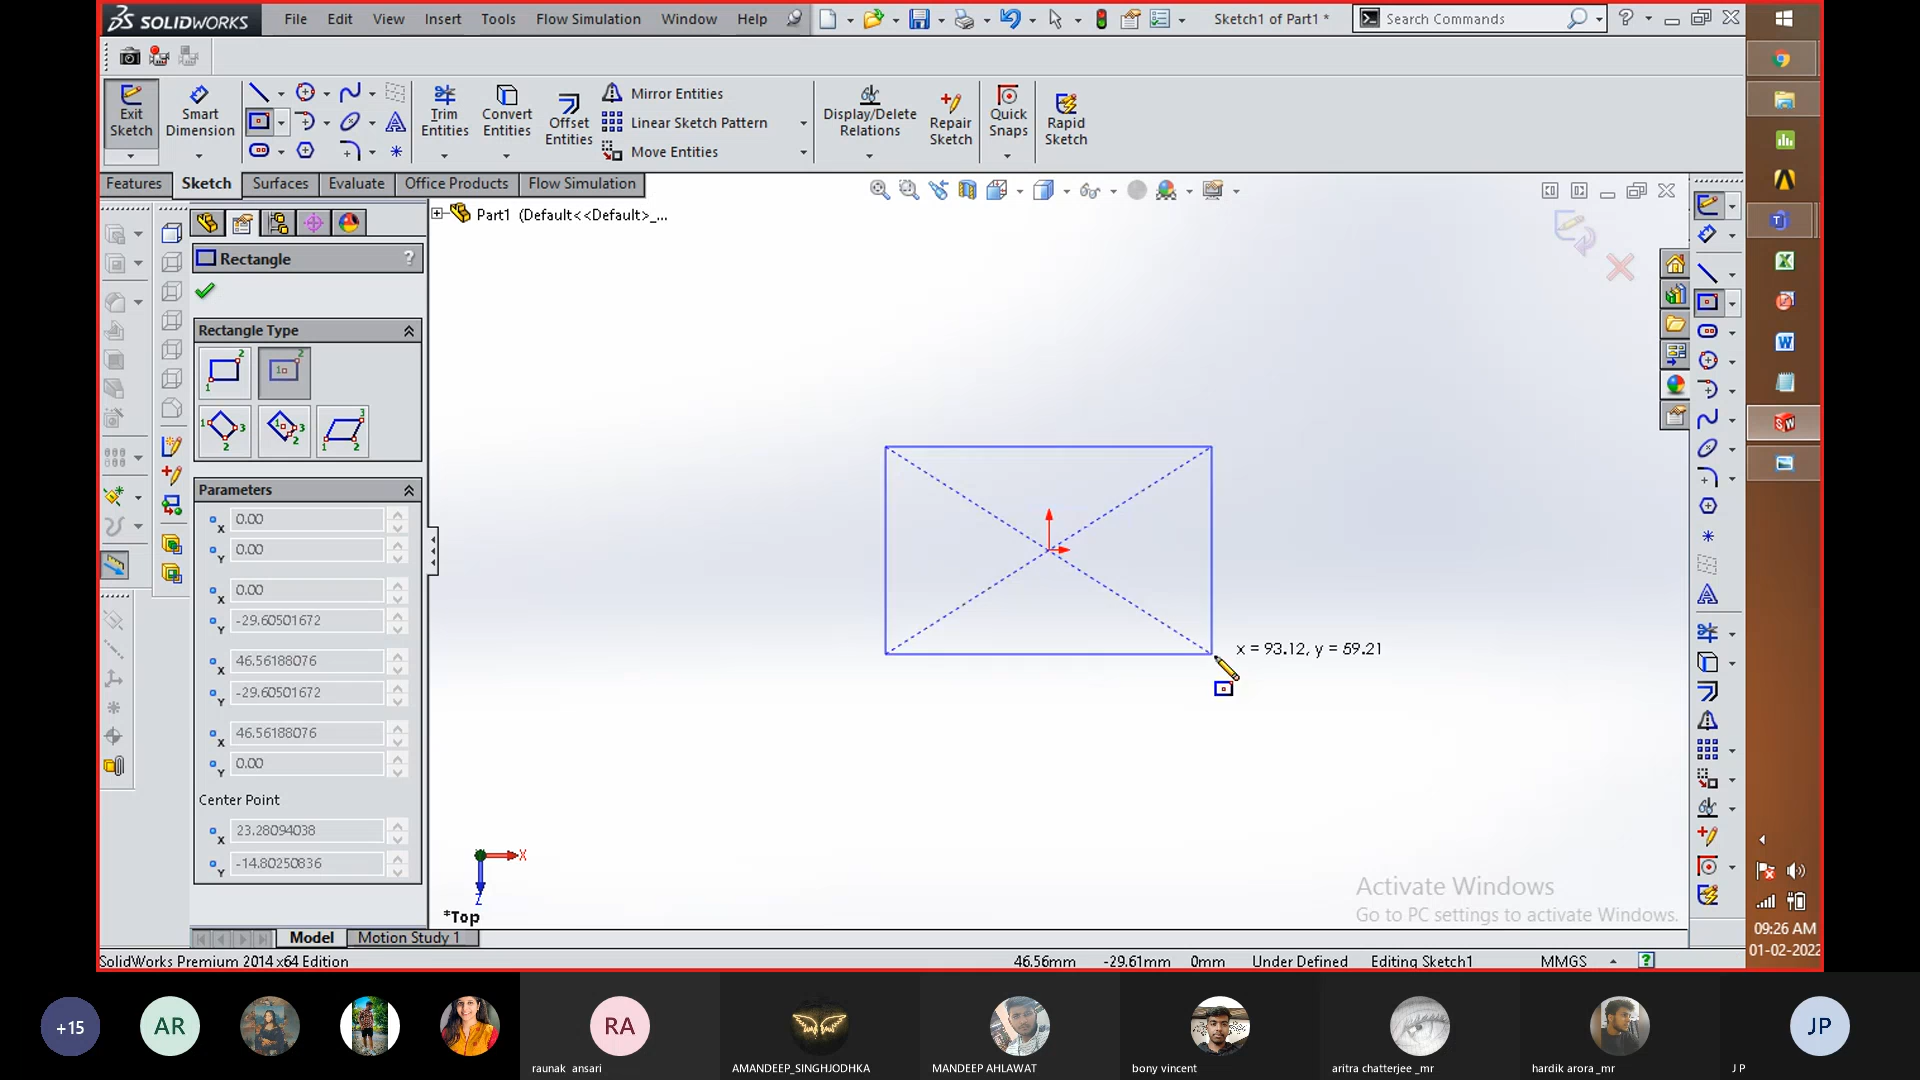 SOLIDWORKS
File Edit View Insert Tools Flow Simulation Window Help
Sketch1 of Part1 *
Search Commands
Exit Sketch
Smart Dimension
Trim Entities
Convert Entities
Offset Entities
Mirror Entities
Linear Sketch Pattern
Move Entities
Display/Delete Relations
Repair Sketch
Quick Snaps
Rapid Sketch
Features Sketch Surfaces Evaluate Office Products Flow Simulation
Part1 (Default<<Default>_...
Rectangle ?
Rectangle Type
Parameters
0.00
0.00
0.00
-29.60501672
46.56188076
-29.60501672
46.56188076
0.00
Center Point
23.28094038
-14.80250836
x = 93.12, y = 59.21
X
Z
*Top
Activate Windows
Go to PC settings to activate Windows.
Model Motion Study 1
SolidWorks Premium 2014 x64 Edition
46.56mm -29.61mm 0mm Under Defined Editing Sketch1 MMGS
09:26 AM
01-02-2022
+15
AR
RA
JP
raunak ansari
AMANDEEP_SINGHJODHKA
MANDEEP AHLAWAT
bony vincent
aritra chatterjee _mr
hardik arora _mr
J P